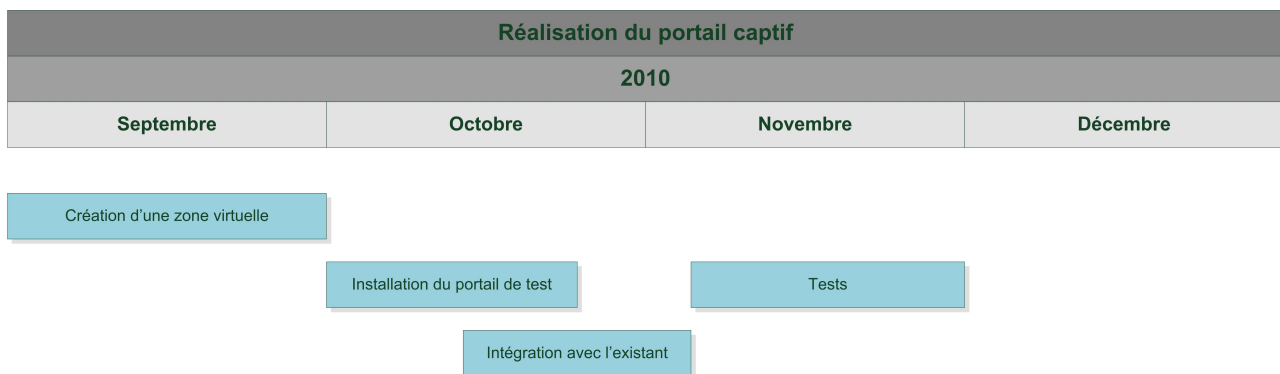 Réalisation du portail captif
2010
Septembre
Octobre
Novembre
Décembre
Création d’une zone virtuelle
Installation du portail de test
Tests
Intégration avec l’existant